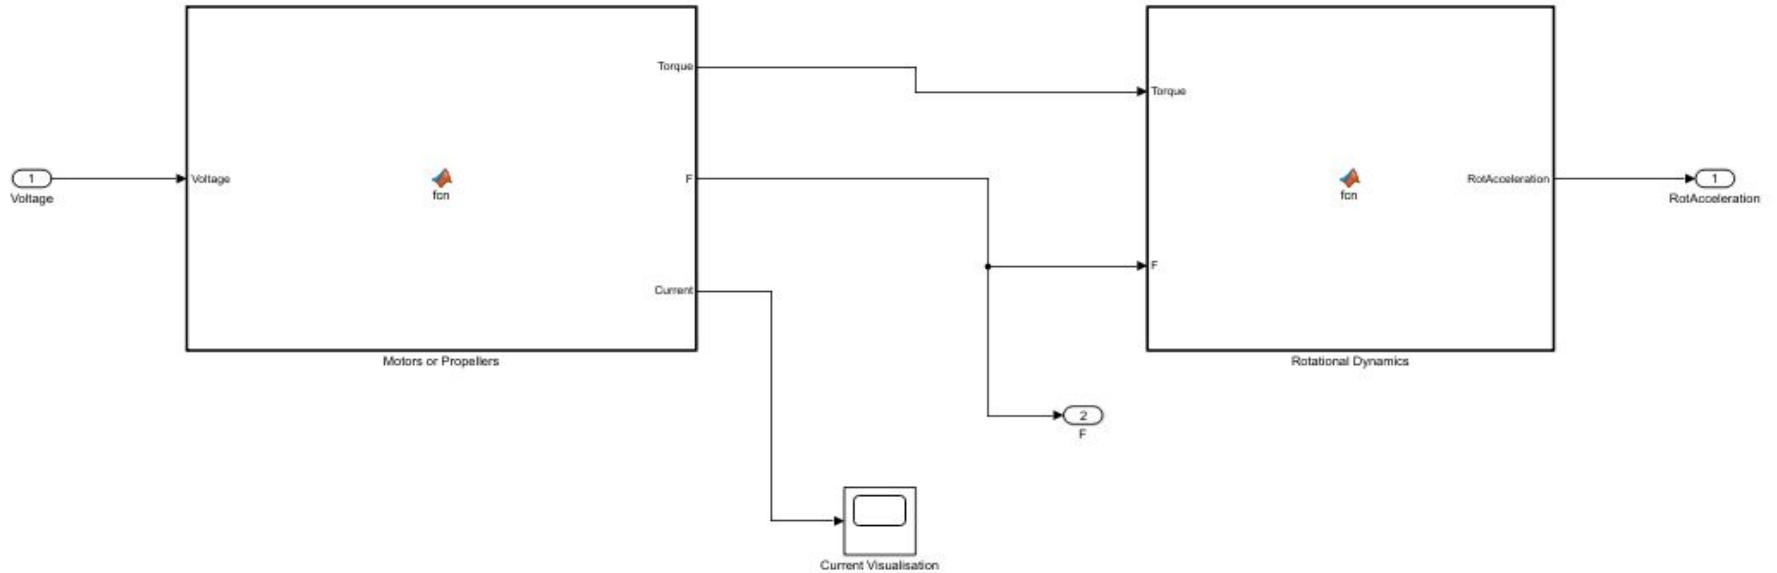 Torque
Torque
1
Voltage
Voltage
fcn
F
fcn
RotAcceleration
1
RotAcceleration
F
Current
Motors or Propellers
Rotational Dynamics
2
F
Current Visualisation